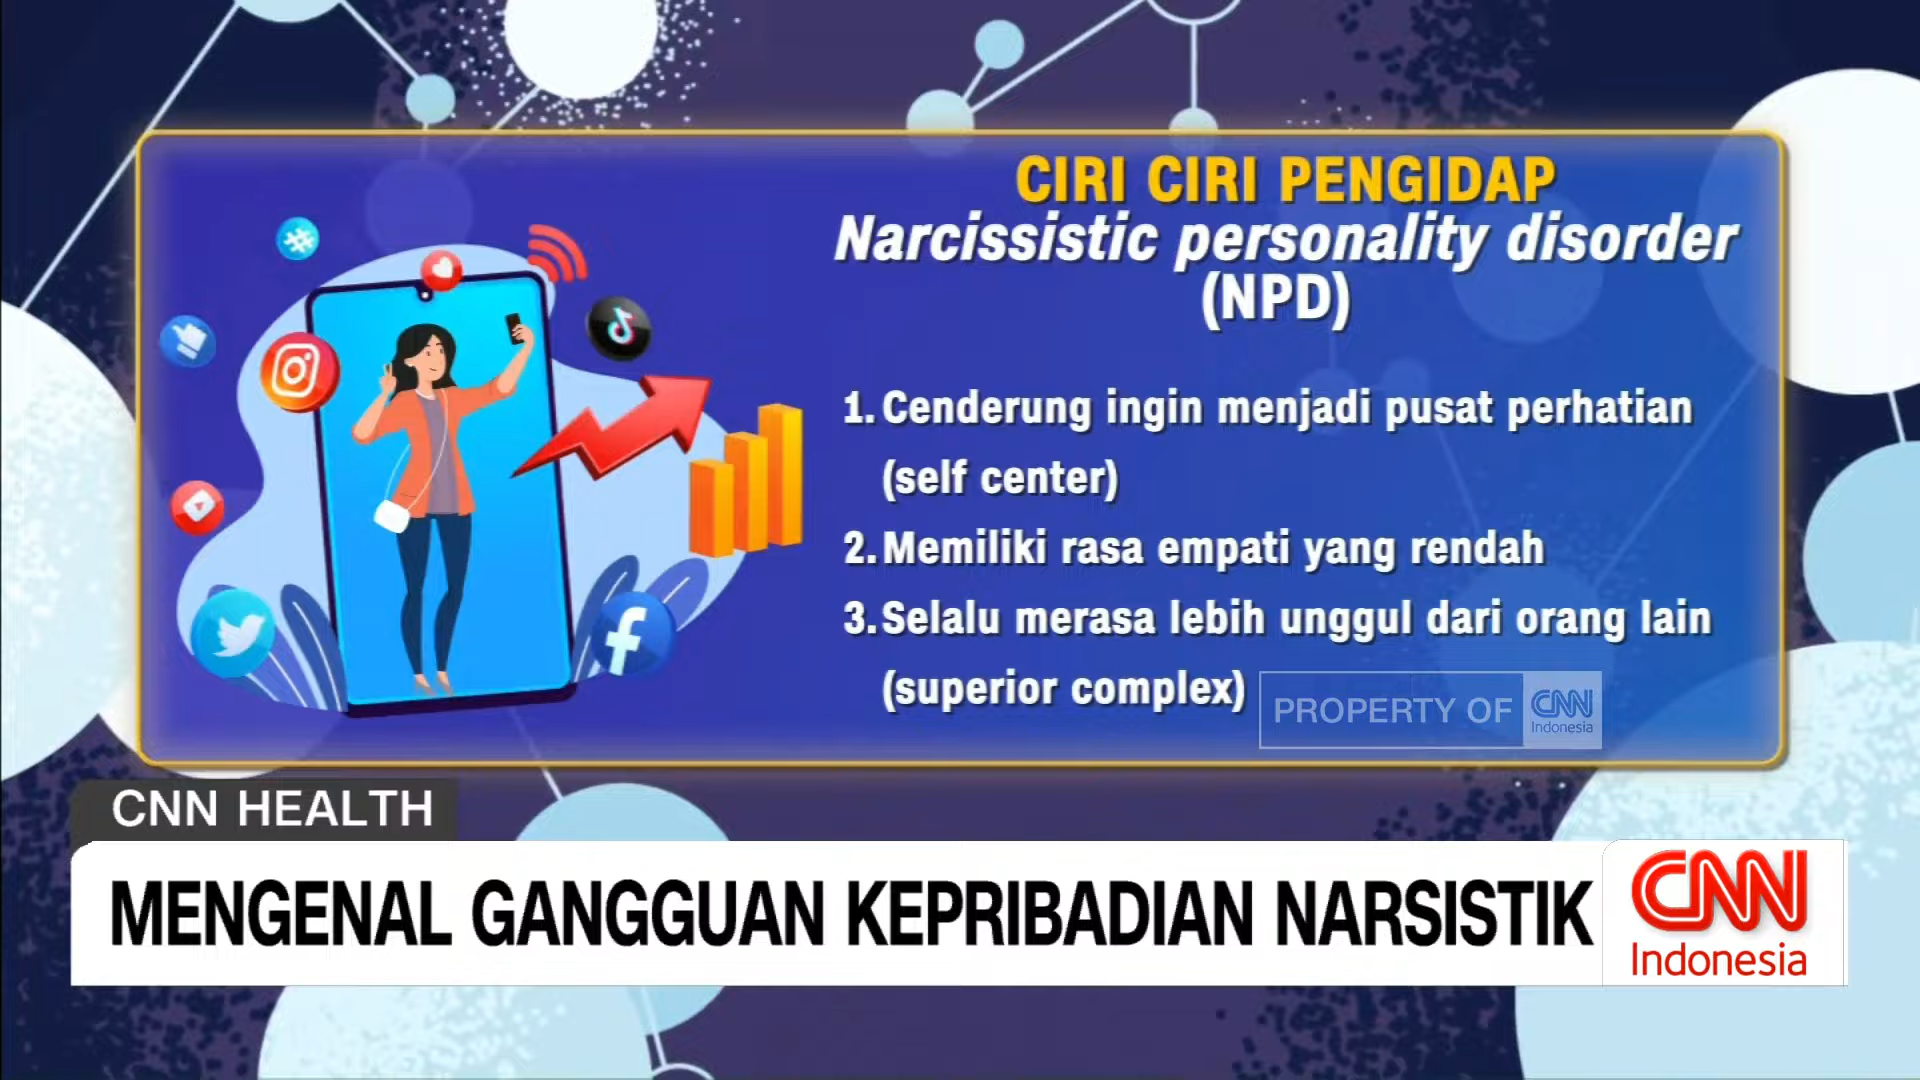 CIRI CIRI PENGIDAP
Narcissistic personality disorder
(NPD)
1. Cenderung ingin menjadi pusat perhatian
(self center)
2. Memiliki rasa empati yang rendah
3. Selalu merasa lebih unggul dari orang lain
(superior complex)
PROPERTY OF CNN Indonesia
CNN HEALTH
MENGENAL GANGGUAN KEPRIBADIAN NARSISTIK
CNN
Indonesia